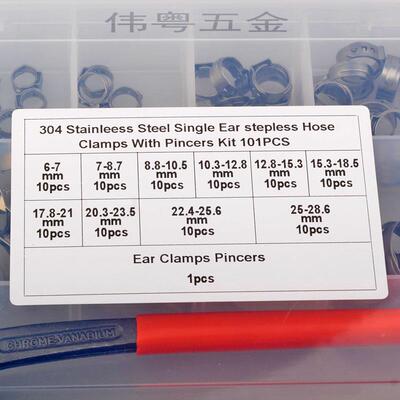 伟粤五金
304 Stainless Steel Single Ear stepless Hose
Clamps With Pincers Kit 101PCS
6-7 7-8.7 8.8-10.5 10.3-12.8 12.8-15.3 15.3-18.5
mm mm mm mm mm mm
10pcs 10pcs 10pcs 10pcs 10pcs 10pcs
17.8-21 20.3-23.5 22.4-25.6 25-28.6
mm mm mm mm
10pcs 10pcs 10pcs 10pcs
Ear Clamps Pincers
1pcs
CHROME-VANADIUM